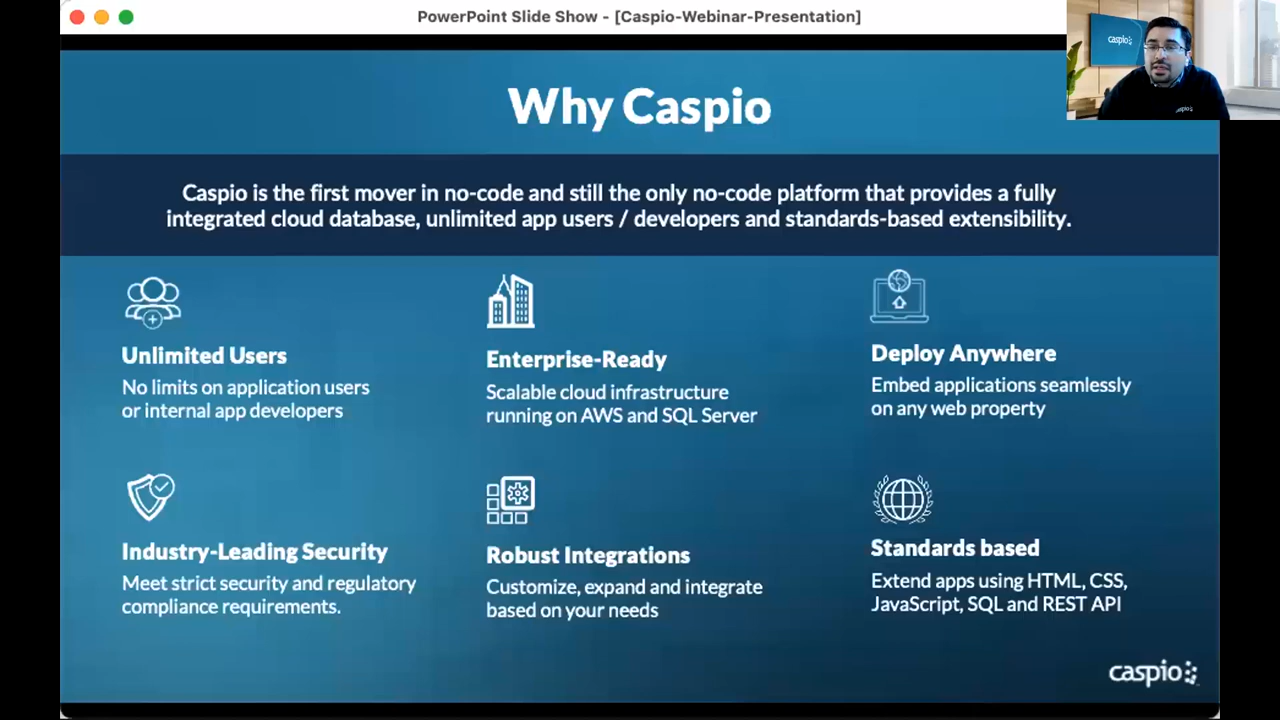 PowerPoint Slide Show - [Caspio-Webinar-Presentation]
caspio
caspio
Why Caspio
Caspio is the first mover in no-code and still the only no-code platform that provides a fully
integrated cloud database, unlimited app users / developers and standards-based extensibility.
Unlimited Users
No limits on application users
or internal app developers
Enterprise-Ready
Scalable cloud infrastructure
running on AWS and SQL Server
Deploy Anywhere
Embed applications seamlessly
on any web property
Industry-Leading Security
Meet strict security and regulatory
compliance requirements.
Robust Integrations
Customize, expand and integrate
based on your needs
Standards based
Extend apps using HTML, CSS,
JavaScript, SQL and REST API
caspio